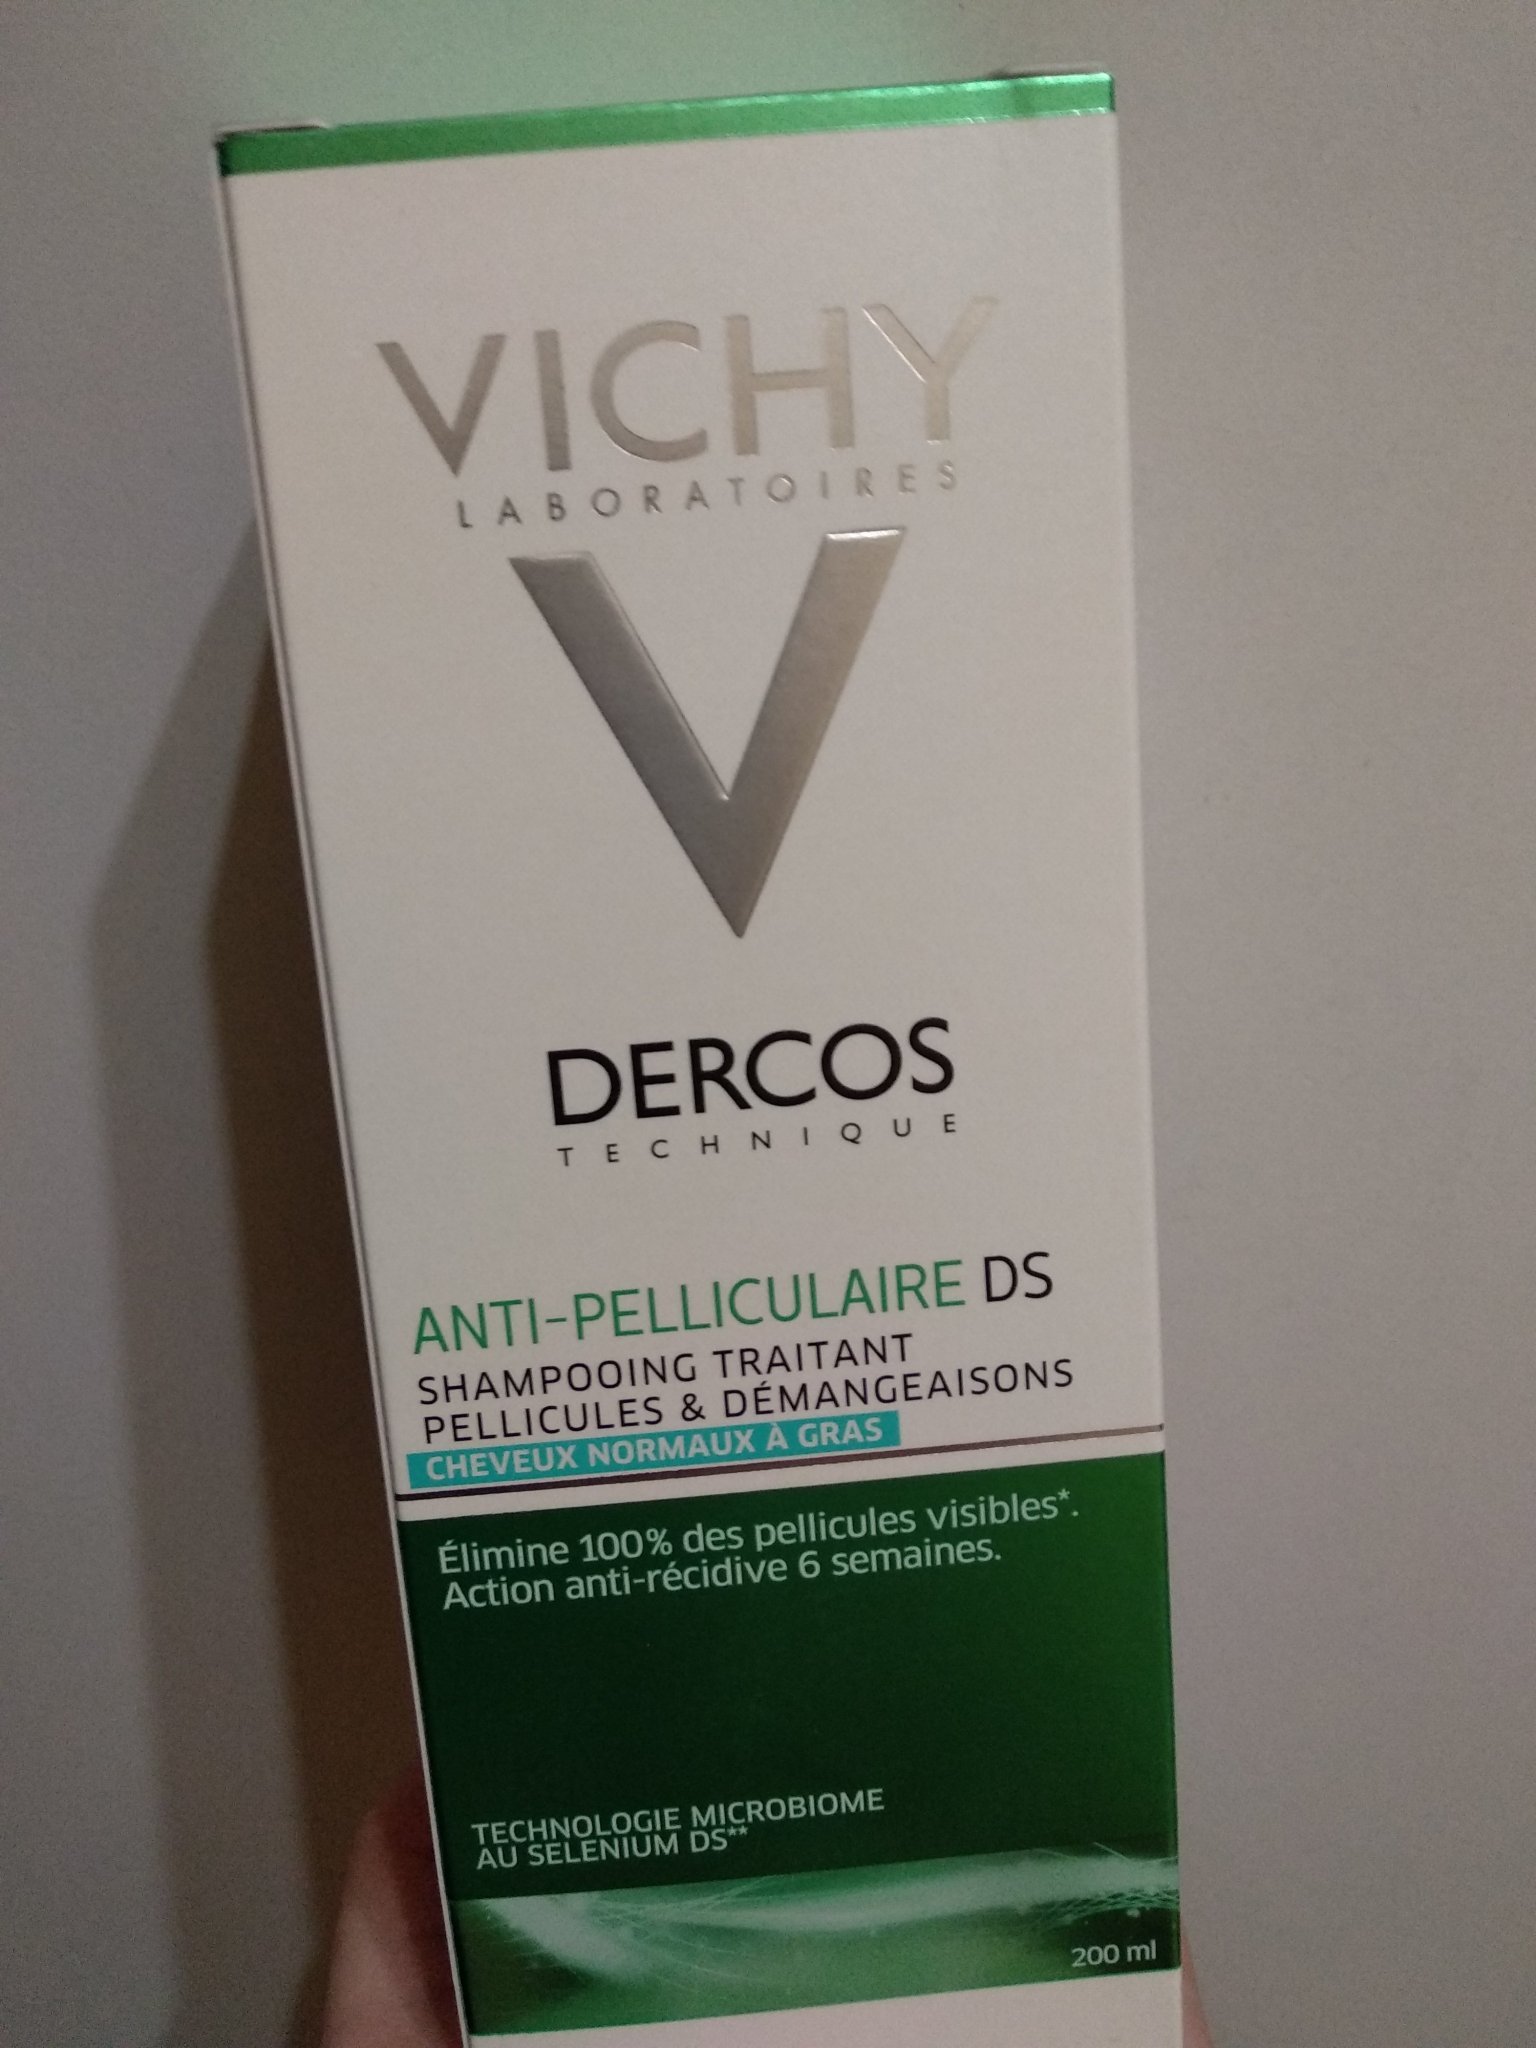 VICHY
LABORATOIRES
V
DERCOS
TECHNIQUE
ANTI-PELLICULAIRE DS
SHAMPOOING TRAITANT
PELLICULES & DÉMANGEAISONS
CHEVEUX NORMAUX À GRAS
Élimine 100% des pellicules visibles*.
Action anti-récidive 6 semaines.
TECHNOLOGIE MICROBIOME
AU SELENIUM DS**
200 ml